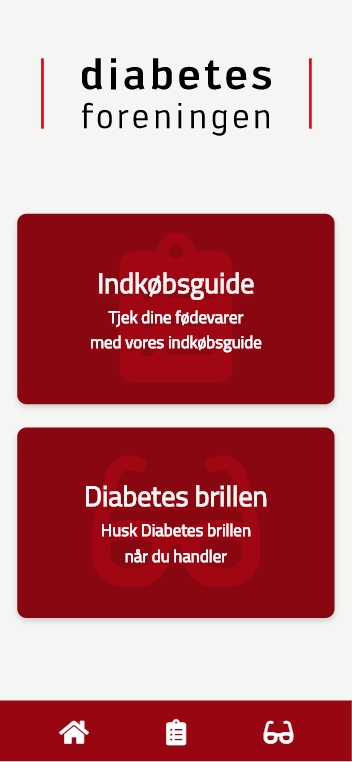 diabetes
foreningen
Indkøbsguide
Tjek dine fødevarer
med vores indkøbsguide
Diabetes brillen
Husk Diabetes brillen
når du handler